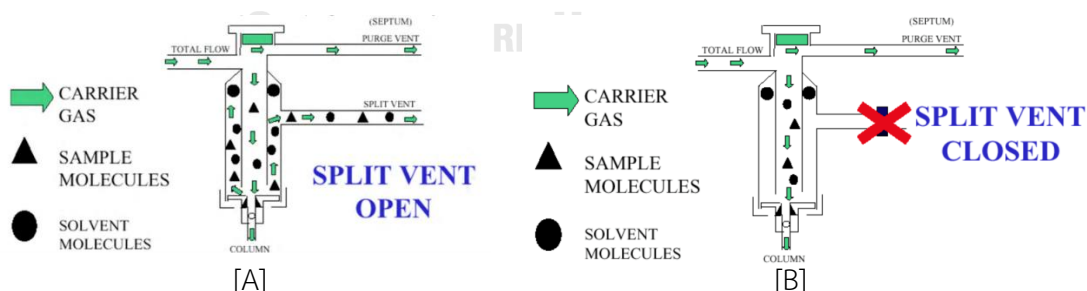 (SEPTUM)
PURGE VENT
TOTAL FLOW
CARRIER
GAS
SPLIT VENT
SAMPLE
MOLECULES
SPLIT VENT
OPEN
SOLVENT
MOLECULES
COLUMN
[A]
(SEPTUM)
PURGE VENT
TOTAL FLOW
CARRIER
GAS
SPLIT VENT
CLOSED
SAMPLE
MOLECULES
SOLVENT
MOLECULES
COLUMN
[B]